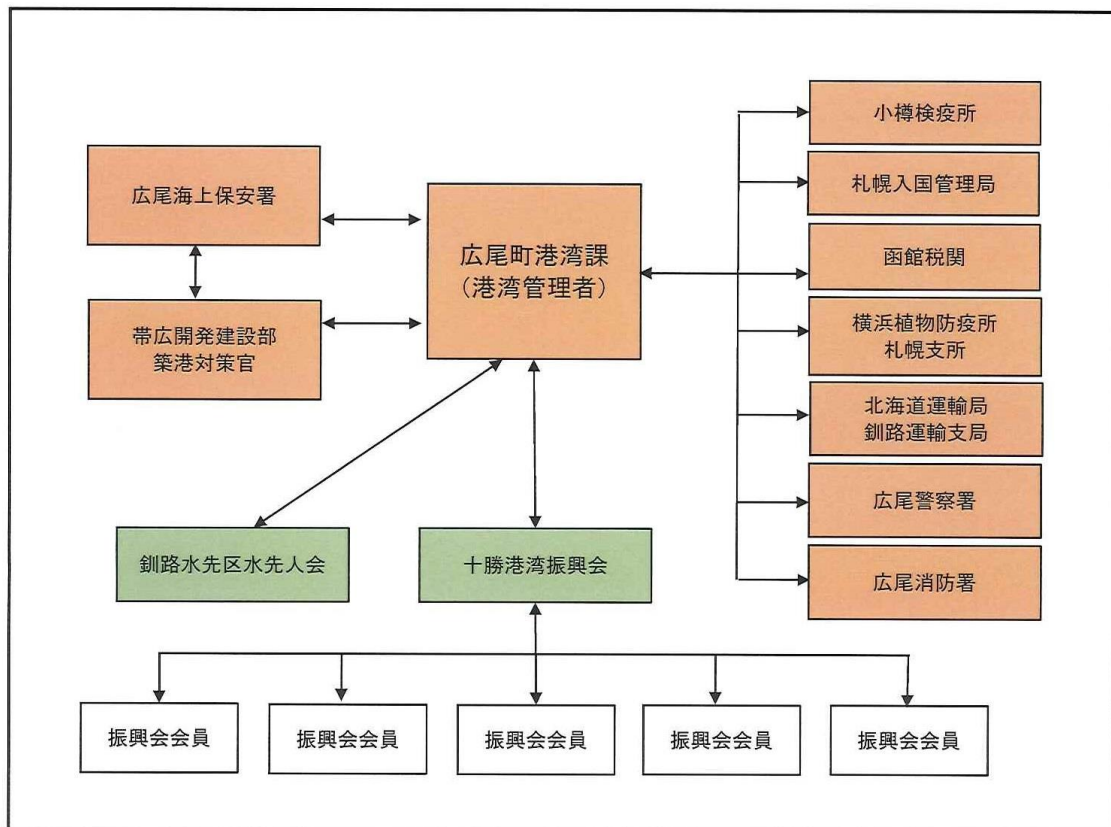 広尾海上保安署
帯広開発建設部
築港対策官
広尾町港湾課
（港湾管理者）
小樽検疫所
札幌入国管理局
函館税関
横浜植物防疫所
札幌支所
北海道運輸局
釧路運輸支局
広尾警察署
広尾消防署
釧路水先区水先人会
十勝港湾振興会
振興会会員
振興会会員
振興会会員
振興会会員
振興会会員